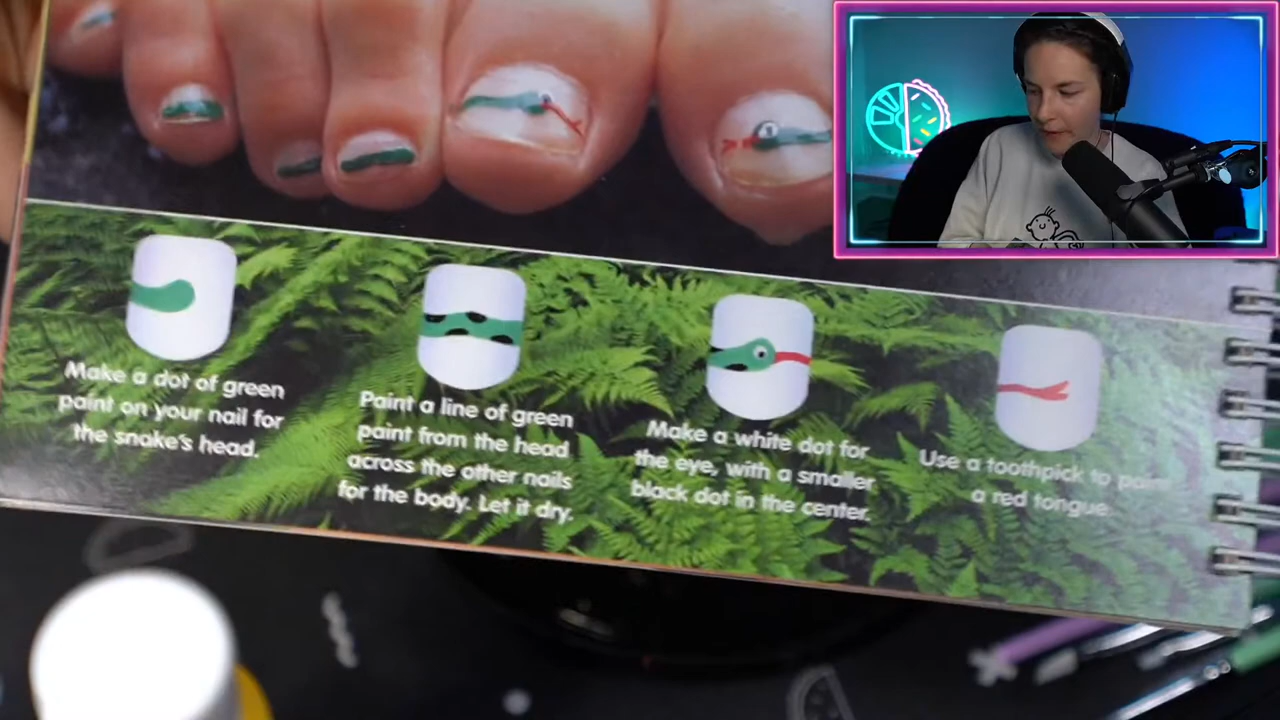 Make a dot of green
paint on your nail for
the snake's head.
Paint a line of green
paint from the head
across the other nails
for the body. Let it dry.
Make a white dot for
the eye, with a smaller
black dot in the center.
Use a toothpick to paint
a red tongue.